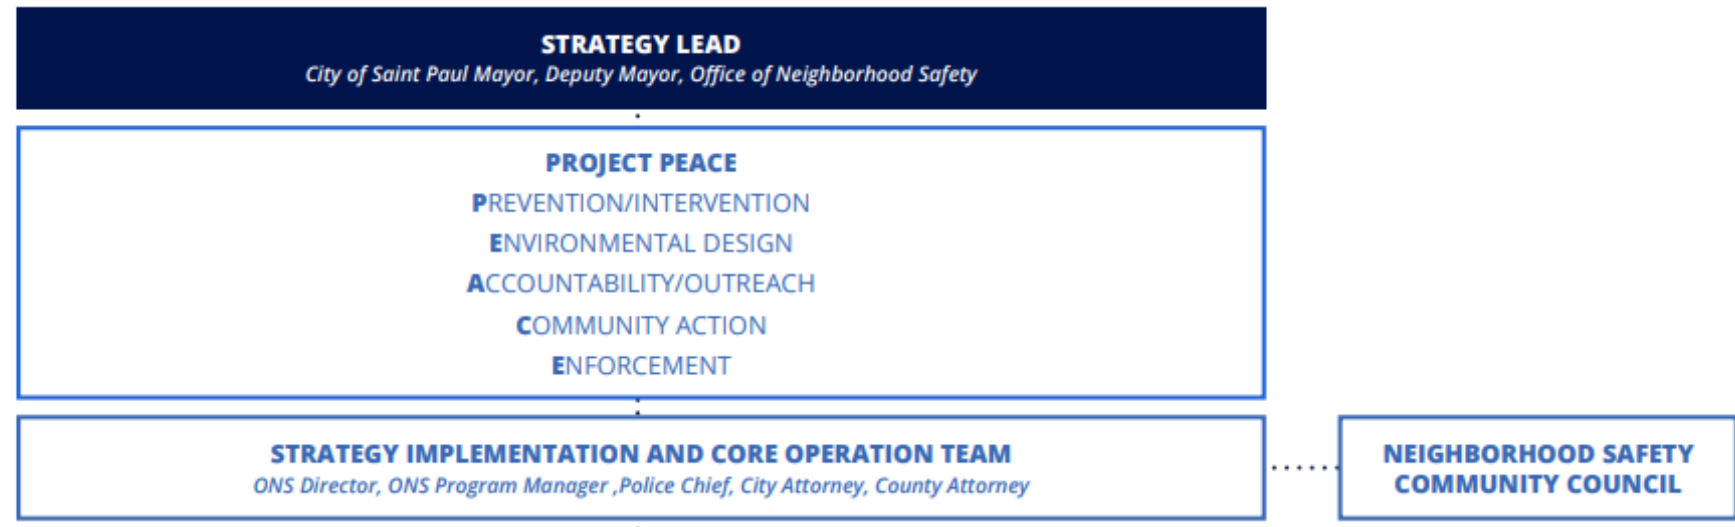 STRATEGY LEAD
City of Saint Paul Mayor, Deputy Mayor, Office of Neighborhood Safety
PROJECT PEACE
PREVENTION/INTERVENTION
ENVIRONMENTAL DESIGN
ACCOUNTABILITY/OUTREACH
COMMUNITY ACTION
ENFORCEMENT
STRATEGY IMPLEMENTATION AND CORE OPERATION TEAM
ONS Director, ONS Program Manager ,Police Chief, City Attorney, County Attorney
NEIGHBORHOOD SAFETY
COMMUNITY COUNCIL